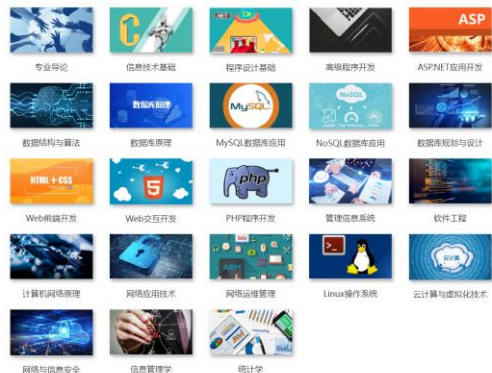 .NET
ASP
专业导论
信息技术基础
程序设计基础
高级程序开发
ASP.NET应用开发
数据库原理
MySQL
NoSQL
数据结构与算法
数据库原理
MySQL数据库应用
NoSQL数据库应用
数据库规划与设计
HTML + CSS
5
php
Web前端开发
Web交互开发
PHP程序开发
管理信息系统
软件工程
云计算
计算机网络原理
网络应用技术
网络运维管理
Linux操作系统
云计算与虚拟化技术
网络与信息安全
信息管理学
统计学